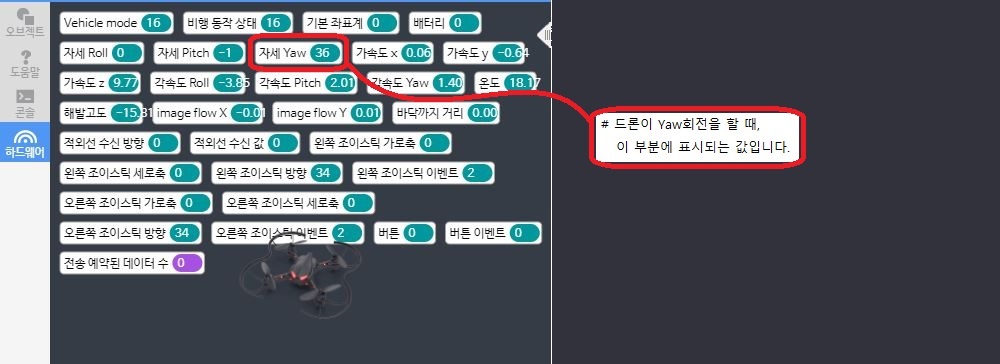 오브젝트
?
도움말
콘솔
하드웨어
Vehicle mode 16 비행 동작 상태 16 기본 좌표계 0 배터리 0
자세 Roll 0 자세 Pitch -1 자세 Yaw 36 가속도 x 0.06 가속도 y -0.64
가속도 z 9.77 각속도 Roll -3.85 각속도 Pitch 2.01 각속도 Yaw 1.40 온도 18.17
해발고도 -15.31 image flow X -0.01 image flow Y 0.01 바닥까지 거리 0.00
적외선 수신 방향 0 적외선 수신 값 0 왼쪽 조이스틱 가로축 0
왼쪽 조이스틱 세로축 0 왼쪽 조이스틱 방향 34 왼쪽 조이스틱 이벤트 2
오른쪽 조이스틱 가로축 0 오른쪽 조이스틱 세로축 0
오른쪽 조이스틱 방향 34 오른쪽 조이스틱 이벤트 2 버튼 0 버튼 이벤트 0
전송 예약된 데이터 수 0
# 드론이 Yaw회전을 할 때,
이 부분에 표시되는 값입니다.